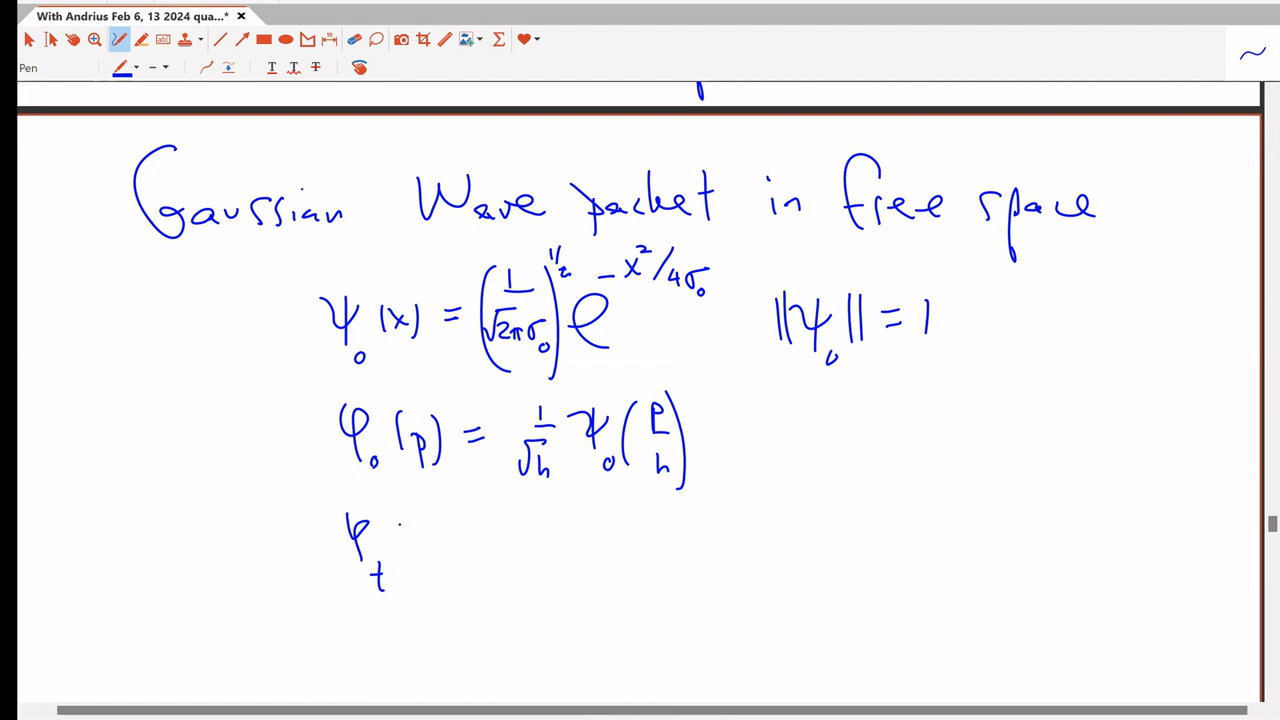 With Andrius Feb 6, 13 2024 qua...*
Pen
Gaussian Wave packet in free space
ψ₀(x) = (1/√2πσ₀)^1/2 e^-x²/4σ₀ ||ψ₀|| = 1
φ₀(p) = 1/√h ψ₀(p/h)
φ_t